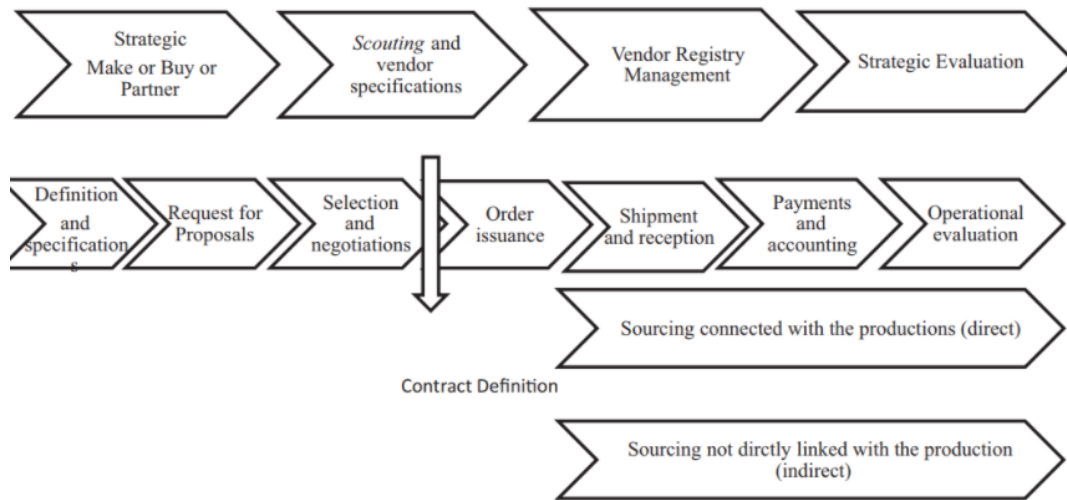 Strategic
Make or Buy or
Partner
Scouting and
vendor
specifications
Vendor Registry
Management
Strategic Evaluation
Definition
and
specification
s
Request for
Proposals
Selection
and
negotiations
Order
issuance
Shipment
and reception
Payments
and
accounting
Operational
evaluation
Sourcing connected with the productions (direct)
Contract Definition
Sourcing not dirctly linked with the production
(indirect)